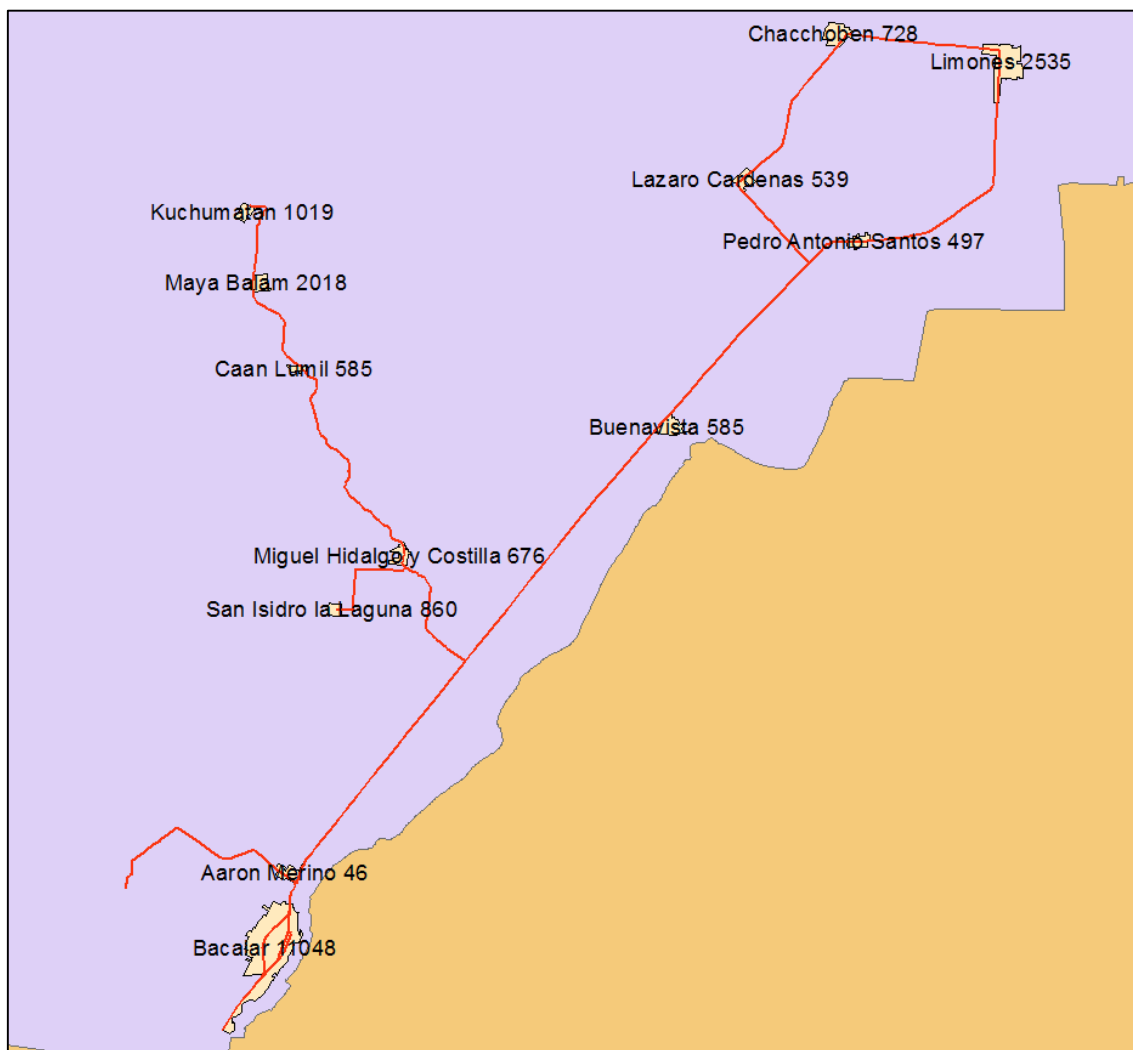 Chacchoben 728
Limones 2535
Lazaro Cardenas 539
Kuchumatan 1019
Pedro Antonio Santos 497
Maya Balam 2018
Caan Lumil 585
Buenavista 585
Miguel Hidalgo y Costilla 676
San Isidro la Laguna 860
Aaron Merino 46
Bacalar 11048